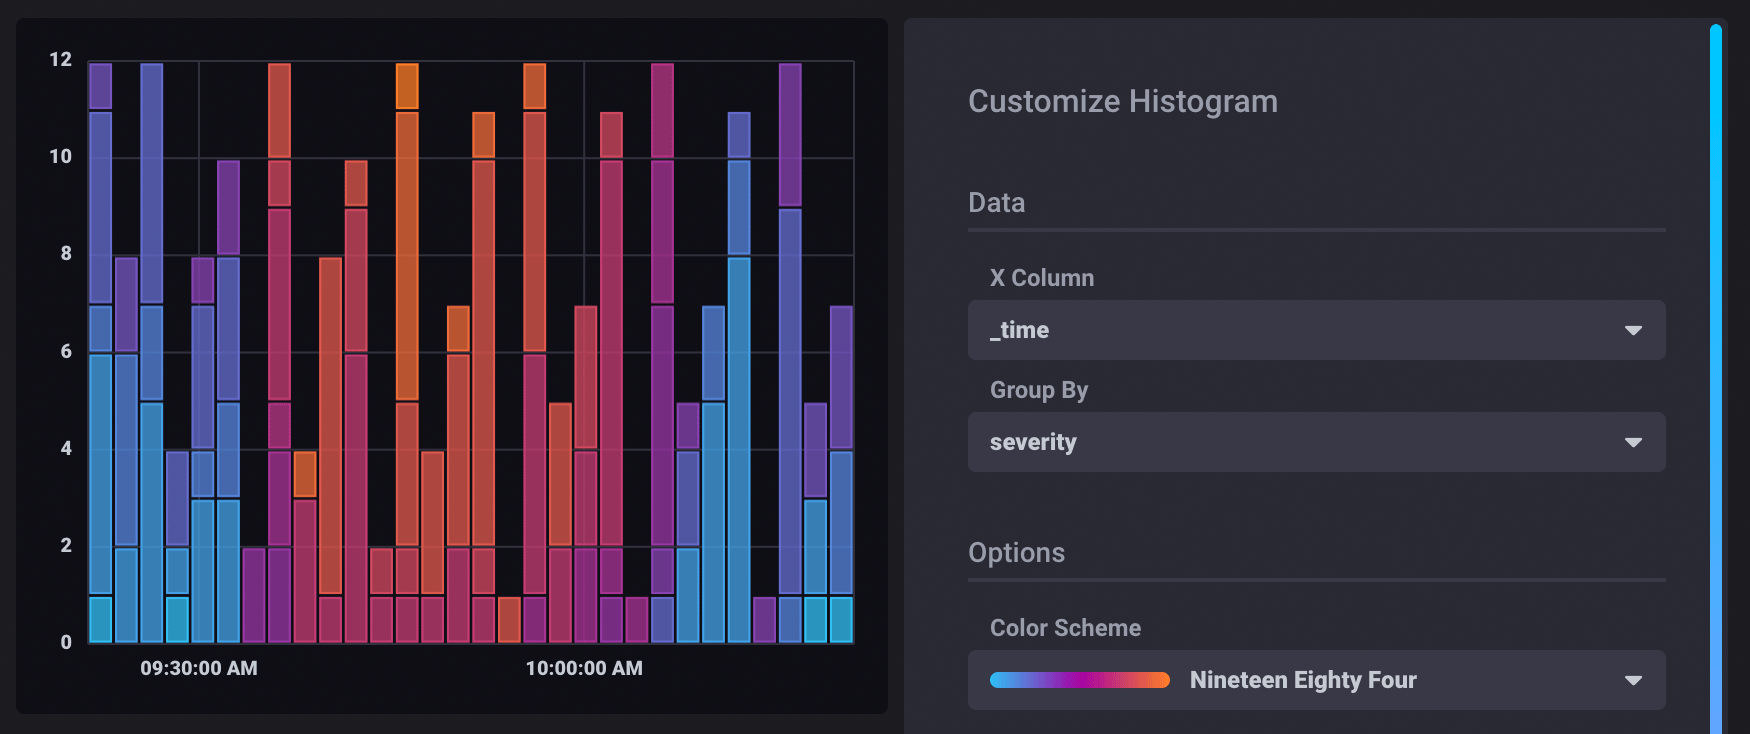 12
10
8
6
4
2
0
09:30:00 AM
10:00:00 AM
Customize Histogram
Data
X Column
_time
Group By
severity
Options
Color Scheme
Nineteen Eighty Four